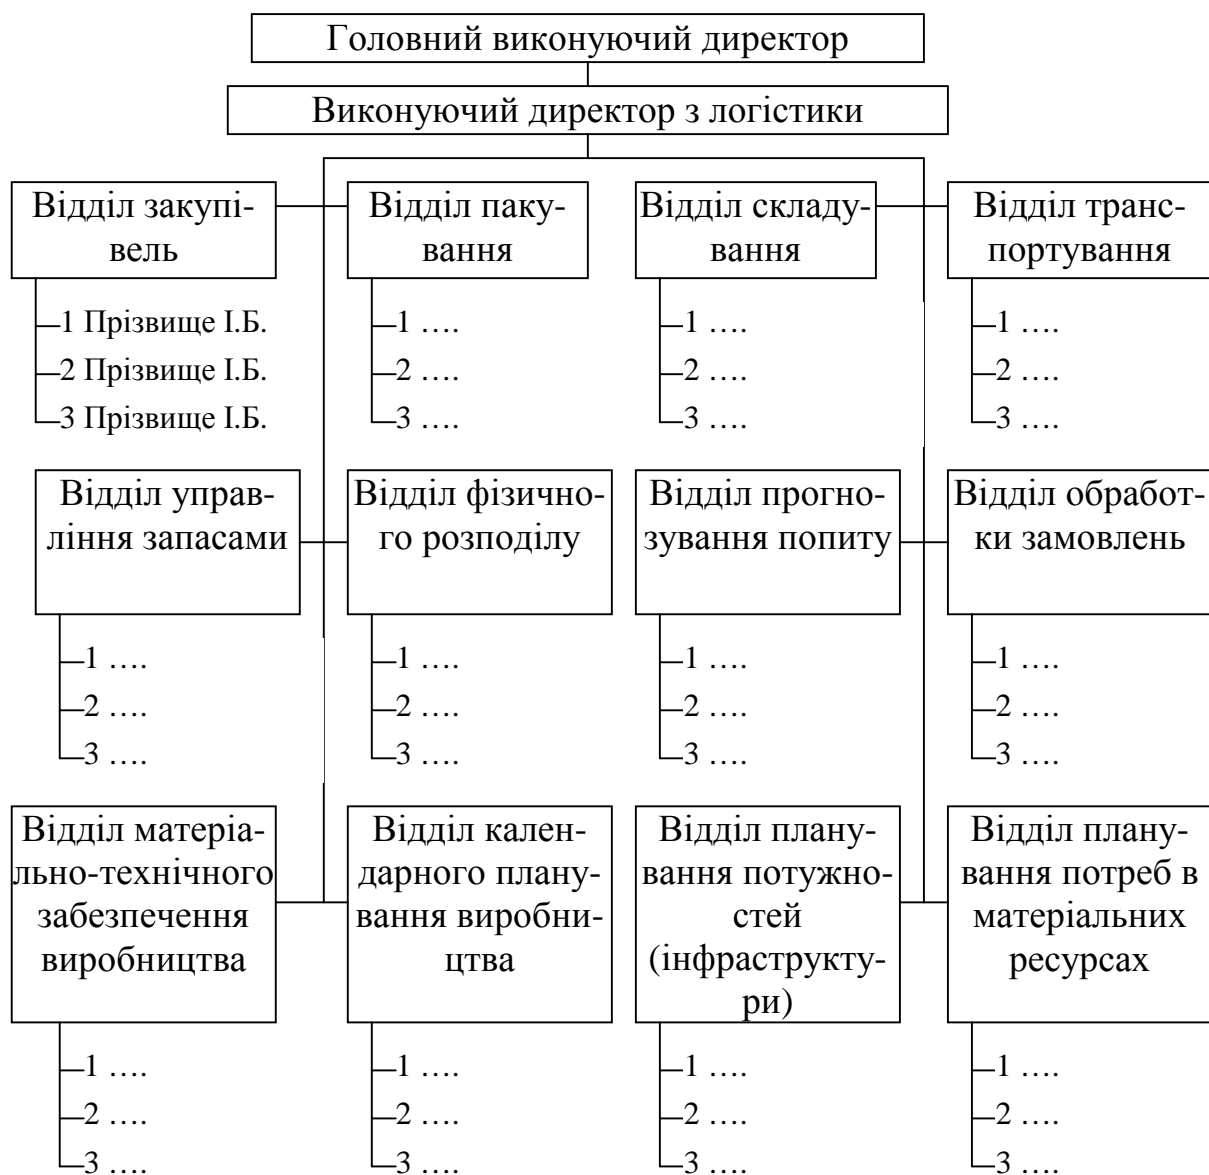 Головний виконуючий директор
Виконуючий директор з логістики
Відділ закупі-
вель
1 Прізвище І.Б.
2 Прізвище І.Б.
3 Прізвище І.Б.
Відділ паку-
вання
1 ….
2 ….
3 ….
Відділ складу-
вання
1 ….
2 ….
3 ….
Відділ транс-
портування
1 ….
2 ….
3 ….
Відділ управ-
ління запасами
1 ….
2 ….
3 ….
Відділ фізично-
го розподілу
1 ….
2 ….
3 ….
Відділ прогно-
зування попиту
1 ….
2 ….
3 ….
Відділ обработ-
ки замовлень
1 ….
2 ….
3 ….
Відділ матеріа-
льно-технічного
забезпечення
виробництва
1 ….
2 ….
3 ….
Відділ кален-
дарного плану-
вання виробни-
цтва
1 ….
2 ….
3 ….
Відділ плану-
вання потужно-
стей
(інфраструкту-
ри)
1 ….
2 ….
3 ….
Відділ плану-
вання потреб в
матеріальних
ресурсах
1 ….
2 ….
3 ….